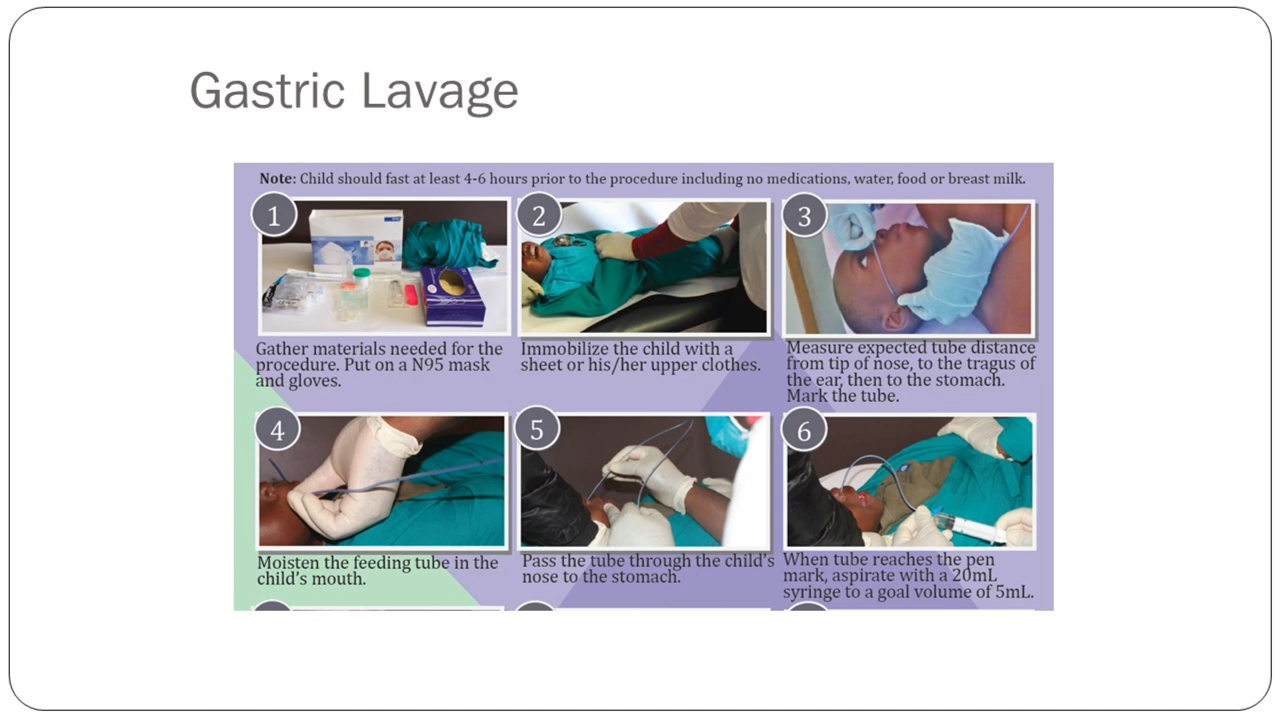 Gastric Lavage
Note: Child should fast at least 4-6 hours prior to the procedure including no medications, water, food or breast milk.
1
Gather materials needed for the
procedure. Put on a N95 mask
and gloves.
2
Immobilize the child with a
sheet or his/her upper clothes.
3
Measure expected tube distance
from tip of nose, to the tragus of
the ear, then to the stomach.
Mark the tube.
4
Moisten the feeding tube in the
child's mouth.
5
Pass the tube through the child's
nose to the stomach.
6
When tube reaches the pen
mark, aspirate with a 20mL
syringe to a goal volume of 5mL.